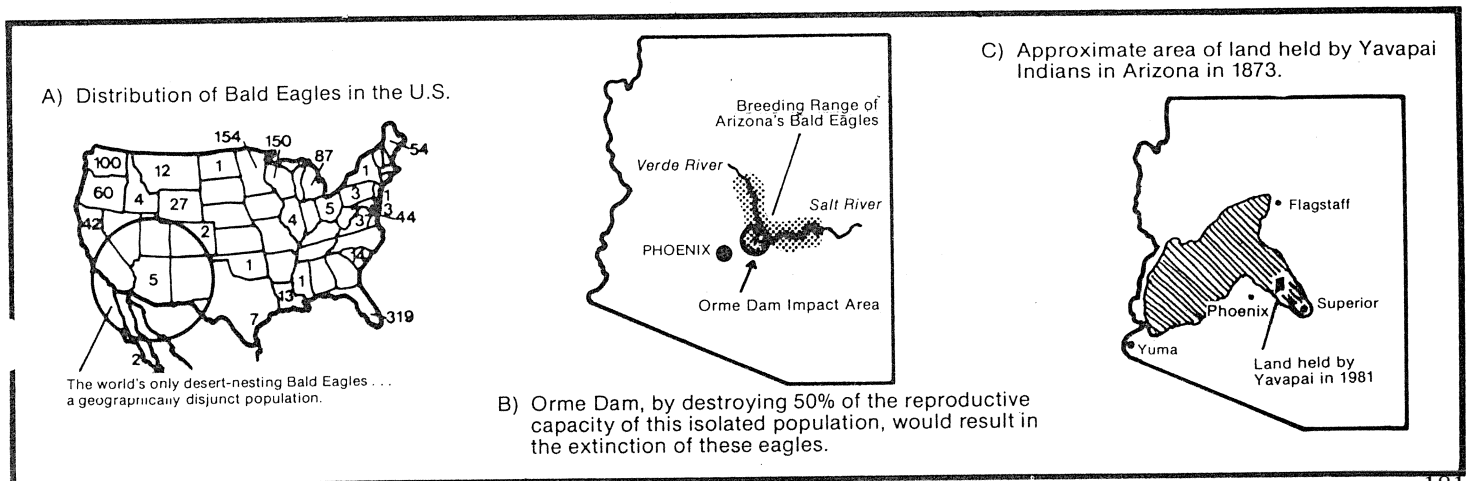 A) Distribution of Bald Eagles in the U.S.
154
150
87
54
100
12
1
1
60
4
27
3
1
42
2
4
5
37
3
44
5
1
14
1
13
7
319
2
The world's only desert-nesting Bald Eagles . . .
a geographically disjunct population.
Breeding Range of
Arizona's Bald Eagles
Verde River
Salt River
PHOENIX
Orme Dam Impact Area
B) Orme Dam, by destroying 50% of the reproductive
capacity of this isolated population, would result in
the extinction of these eagles.
C) Approximate area of land held by Yavapai
Indians in Arizona in 1873.
Flagstaff
Phoenix
Superior
Yuma
Land held by
Yavapai in 1981